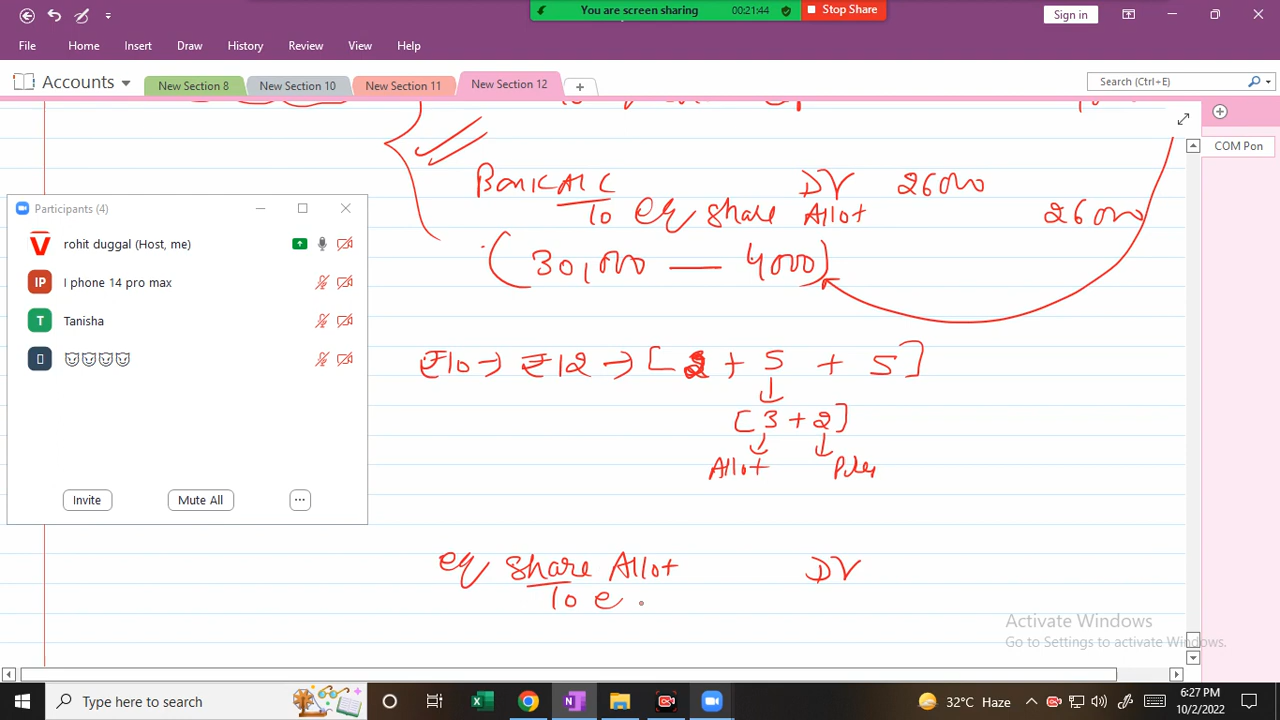 You are screen sharing 00:21:44 Stop Share
Sign in
File Home Insert Draw History Review View Help
Accounts New Section 8 New Section 10 New Section 11 New Section 12 +
Search (Ctrl+E)
COM Pon
Bank A/C DV 26000
To eq share Allot 26000
(30,000 — 4000)
Participants (4)
rohit duggal (Host, me)
IP I phone 14 pro max
T Tanisha
🐱🐱🐱🐱
Invite Mute All ...
₹10 → ₹12 → [2 + 5 + 5]
[3 + 2]
Allot
eq share Allot DV
To e
Activate Windows
Go to Settings to activate Windows.
Type here to search
32°C Haze
6:27 PM
10/2/2022